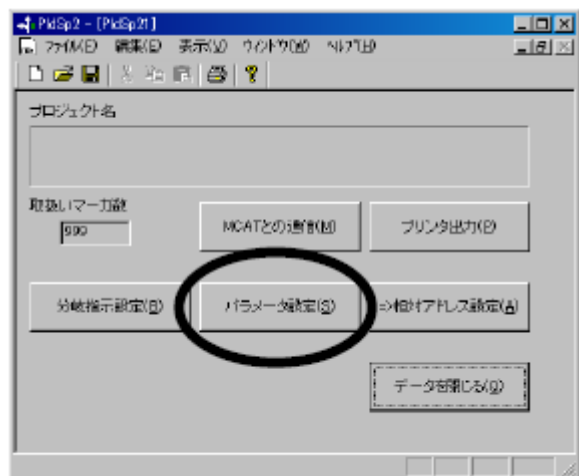 PldSp2 - [PldSp21]
ファイル(F) 編集(E) 表示(V) ウィンドウ(W) ヘルプ(H)
プロジェクト名
取扱いマーカ数
999
MCATとの通信(M)
プリンタ出力(P)
分岐指示設定(B)
パラメータ設定(S)
=>相対アドレス設定(A)
データを閉じる(Q)